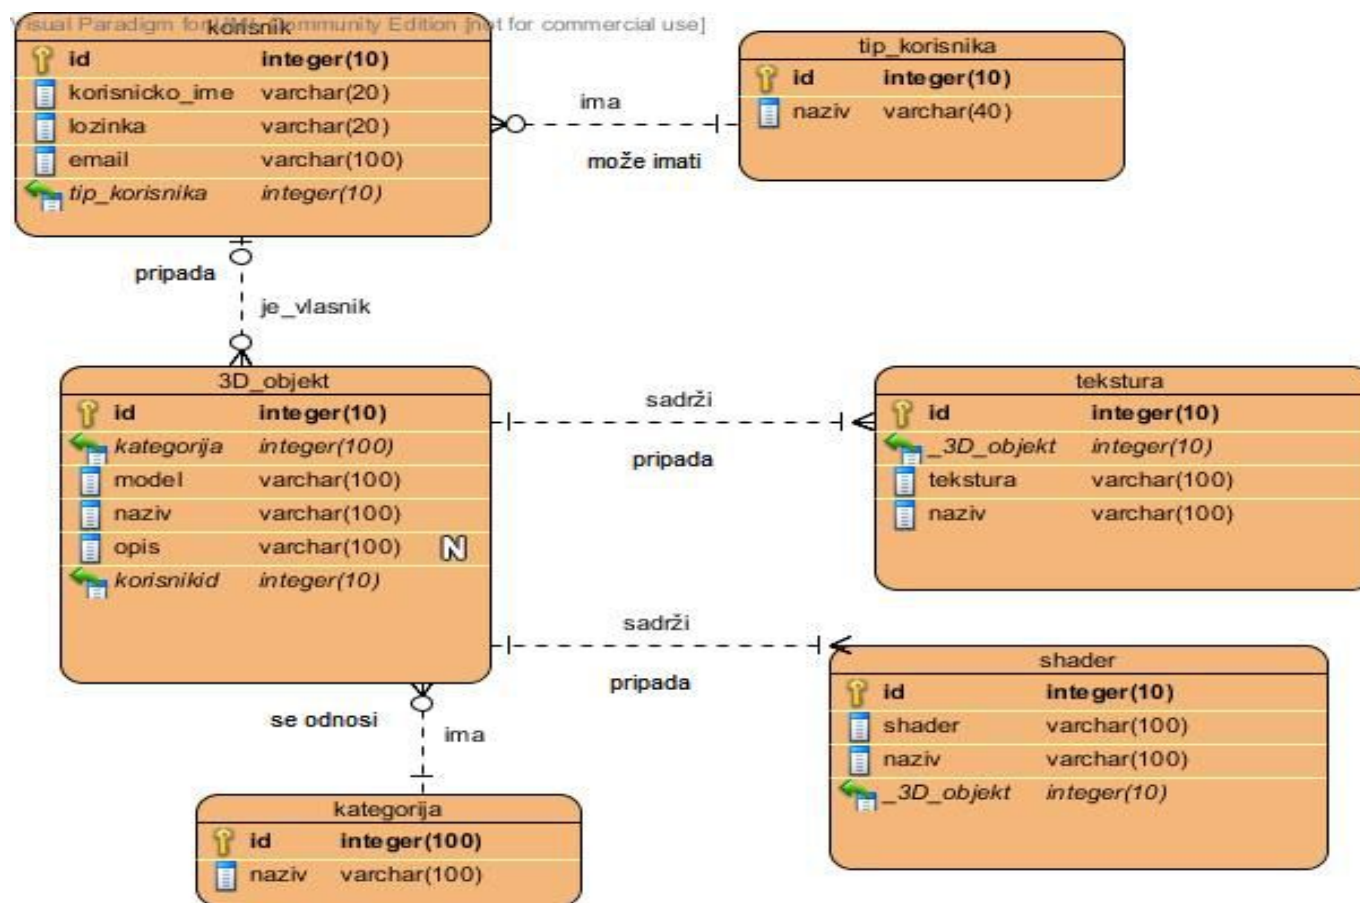 Visual Paradigm for UML Community Edition [not for commercial use]
korisnik
id integer(10)
korisnicko_ime varchar(20)
lozinka varchar(20)
email varchar(100)
tip_korisnika integer(10)
tip_korisnika
id integer(10)
naziv varchar(40)
ima
može imati
pripada
je_vlasnik
3D_objekt
id integer(10)
kategorija integer(100)
model varchar(100)
naziv varchar(100)
opis varchar(100) N
korisnikid integer(10)
sadrži
pripada
tekstura
id integer(10)
_3D_objekt integer(10)
tekstura varchar(100)
naziv varchar(100)
sadrži
pripada
shader
id integer(10)
shader varchar(100)
naziv varchar(100)
_3D_objekt integer(10)
se odnosi
ima
kategorija
id integer(100)
naziv varchar(100)